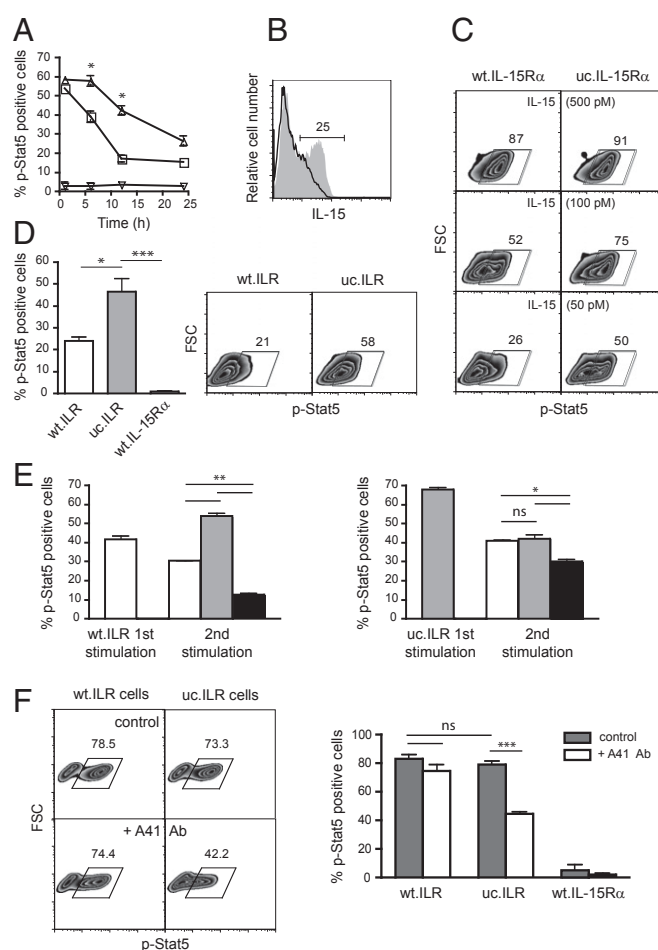 A
% p-Stat5 positive cells
70
60
50
40
30
20
10
0
*
*
0 5 10 15 20 25
Time (h)
B
Relative cell number
25
IL-15
C
wt.IL-15Rα uc.IL-15Rα
IL-15 (500 pM)
87 91
IL-15 (100 pM)
52 75
IL-15 (50 pM)
26 50
FSC
p-Stat5
D
% p-Stat5 positive cells
60
50
40
30
20
10
0
* ***
wt.ILR
uc.ILR
wt.IL-15Rα
wt.ILR uc.ILR
21 58
FSC
p-Stat5
E
% p-Stat5 positive cells
70
60
50
40
30
20
10
0
**
wt.ILR 1st 2nd
stimulation stimulation
% p-Stat5 positive cells
70
60
50
40
30
20
10
0
*
ns
uc.ILR 1st 2nd
stimulation stimulation
F
wt.ILR cells uc.ILR cells
control
78.5 73.3
+ A41 Ab
74.4 42.2
FSC
p-Stat5
% p-Stat5 positive cells
100
80
60
40
20
0
ns
***
control
+ A41 Ab
wt.ILR uc.ILR wt.IL-15Rα